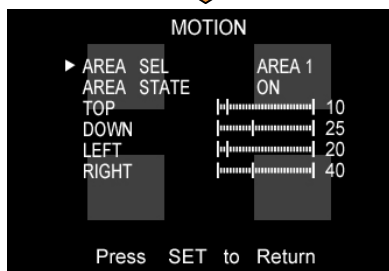 MOTION
AREA SEL AREA 1
AREA STATE ON
TOP 10
DOWN 25
LEFT 20
RIGHT 40
Press SET to Return